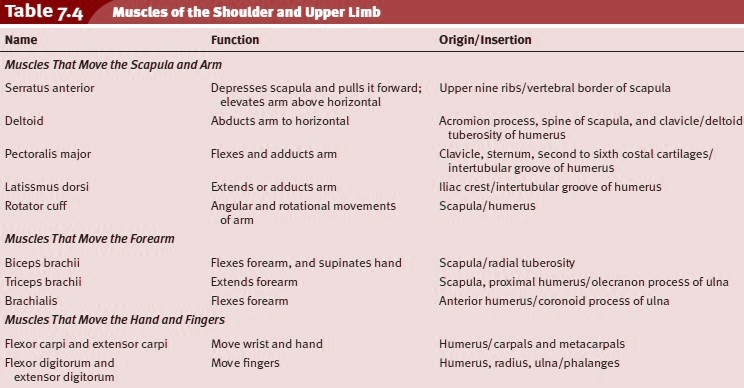 Table 7.4 Muscles of the Shoulder and Upper Limb
Name Function Origin/Insertion
Muscles That Move the Scapula and Arm
Serratus anterior Depresses scapula and pulls it forward; Upper nine ribs/vertebral border of scapula
elevates arm above horizontal
Deltoid Abducts arm to horizontal Acromion process, spine of scapula, and clavicle/deltoid
tuberosity of humerus
Pectoralis major Flexes and adducts arm Clavicle, sternum, second to sixth costal cartilages/
intertubular groove of humerus
Latissmus dorsi Extends or adducts arm Iliac crest/intertubular groove of humerus
Rotator cuff Angular and rotational movements Scapula/humerus
of arm
Muscles That Move the Forearm
Biceps brachii Flexes forearm, and supinates hand Scapula/radial tuberosity
Triceps brachii Extends forearm Scapula, proximal humerus/olecranon process of ulna
Brachialis Flexes forearm Anterior humerus/coronoid process of ulna
Muscles That Move the Hand and Fingers
Flexor carpi and extensor carpi Move wrist and hand Humerus/carpals and metacarpals
Flexor digitorum and Move fingers Humerus, radius, ulna/phalanges
extensor digitorum